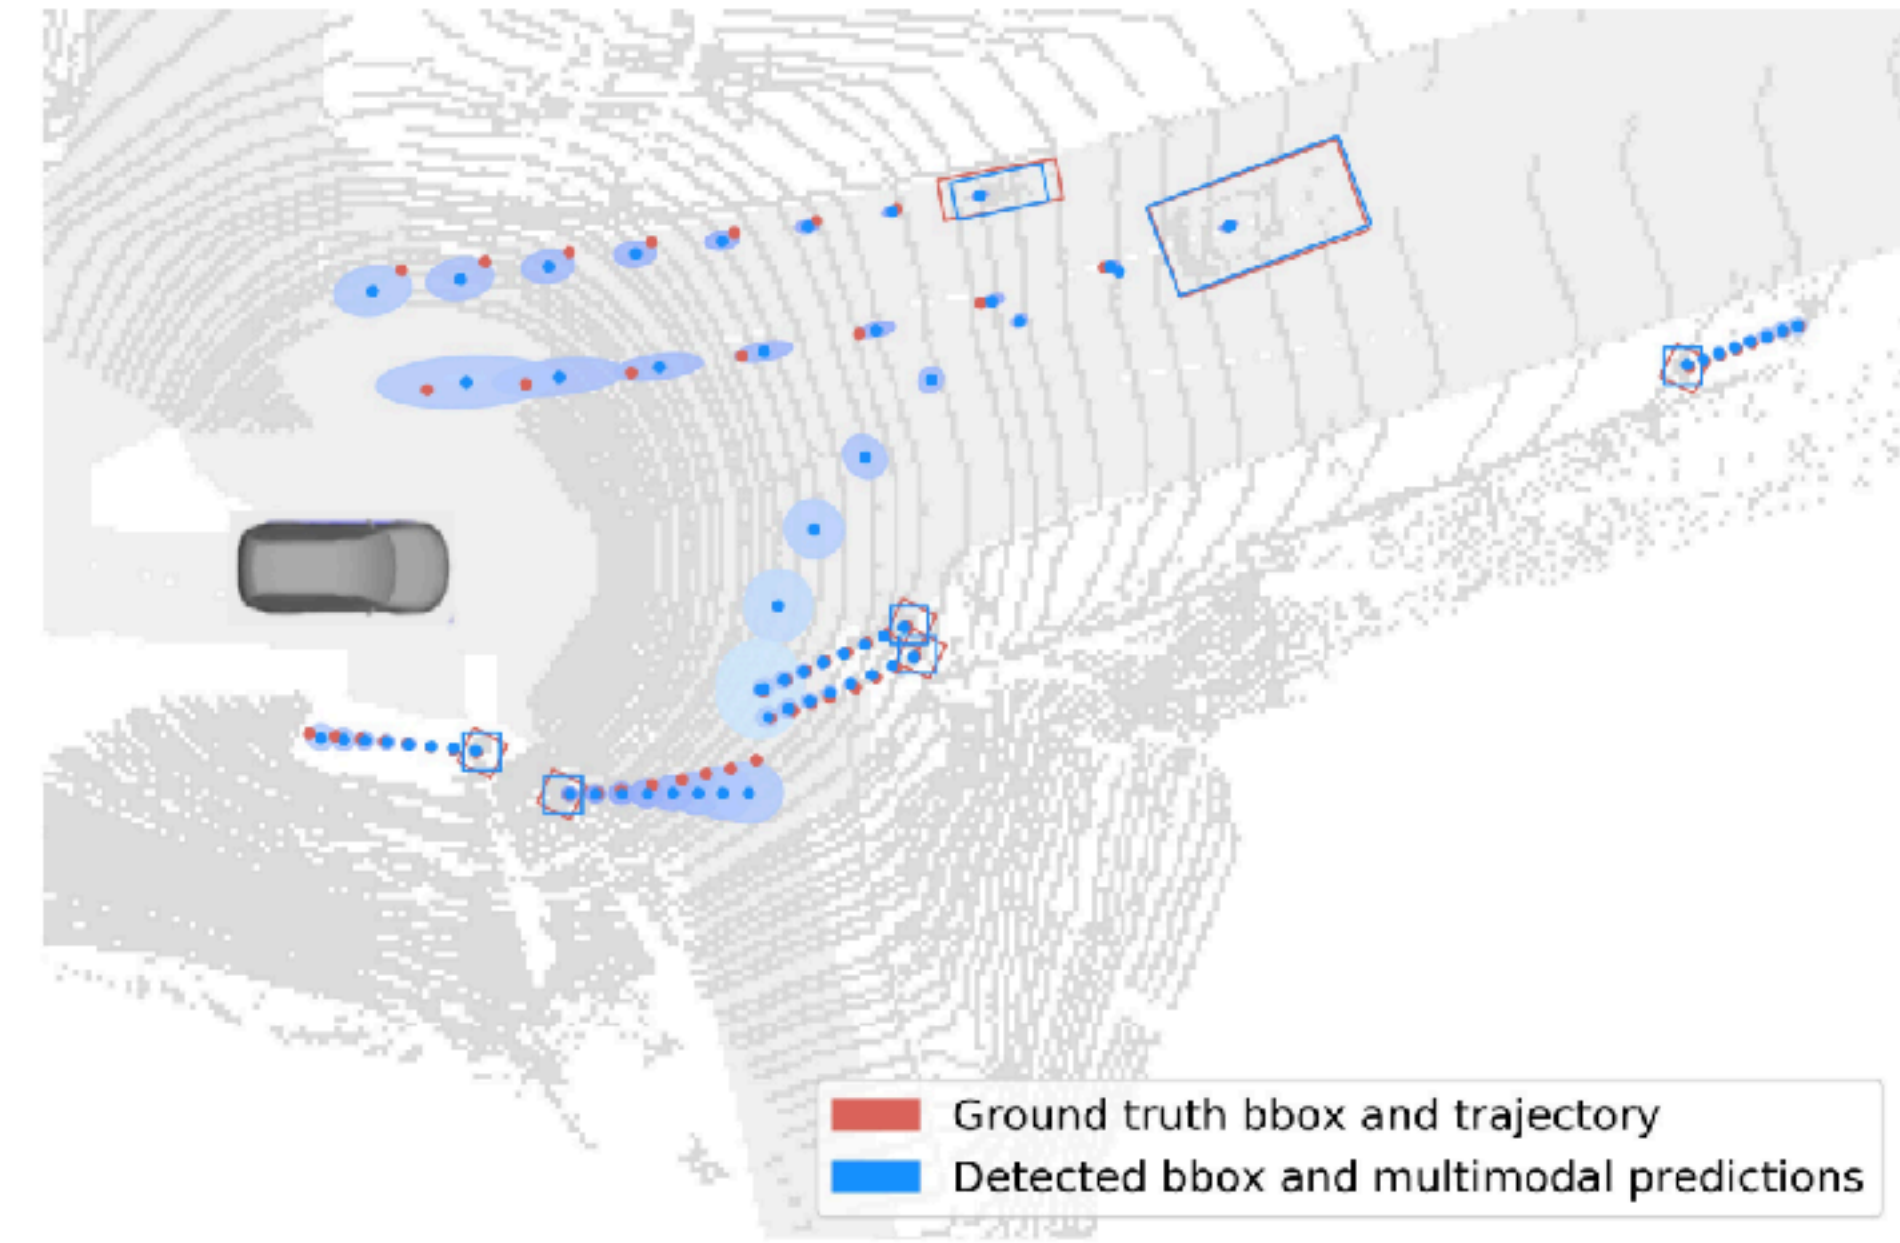 Ground truth bbox and trajectory
Detected bbox and multimodal predictions